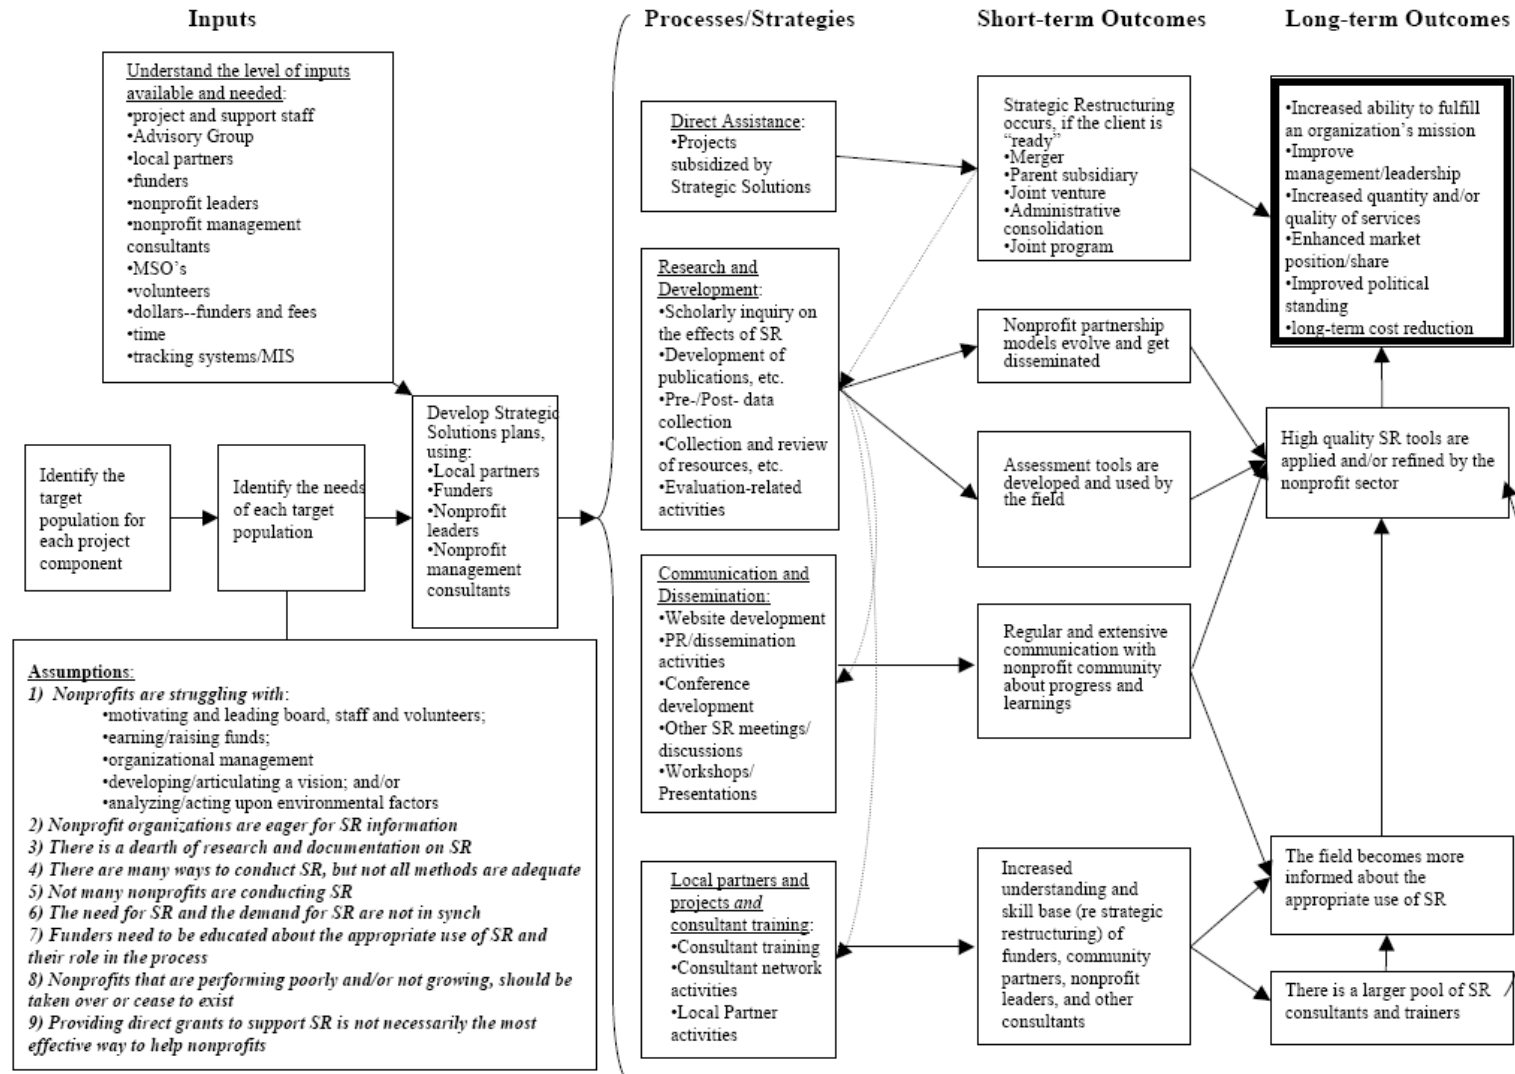 Inputs
Understand the level of inputs
available and needed:
•project and support staff
•Advisory Group
•local partners
•funders
•nonprofit leaders
•nonprofit management
consultants
•MSO's
•volunteers
•dollars--funders and fees
•time
•tracking systems/MIS
Identify the
target
population for
each project
component
Identify the needs
of each target
population
Develop Strategic
Solutions plans,
using:
•Local partners
•Funders
•Nonprofit
leaders
•Nonprofit
management
consultants
Assumptions:
1) Nonprofits are struggling with:
•motivating and leading board, staff and volunteers;
•earning/raising funds;
•organizational management
•developing/articulating a vision; and/or
•analyzing/acting upon environmental factors
2) Nonprofit organizations are eager for SR information
3) There is a dearth of research and documentation on SR
4) There are many ways to conduct SR, but not all methods are adequate
5) Not many nonprofits are conducting SR
6) The need for SR and the demand for SR are not in synch
7) Funders need to be educated about the appropriate use of SR and
their role in the process
8) Nonprofits that are performing poorly and/or not growing, should be
taken over or cease to exist
9) Providing direct grants to support SR is not necessarily the most
effective way to help nonprofits
Processes/Strategies
Direct Assistance:
•Projects
subsidized by
Strategic Solutions
Research and
Development:
•Scholarly inquiry on
the effects of SR
•Development of
publications, etc.
•Pre-/Post- data
collection
•Collection and review
of resources, etc.
•Evaluation-related
activities
Communication and
Dissemination:
•Website development
•PR/dissemination
activities
•Conference
development
•Other SR meetings/
discussions
•Workshops/
Presentations
Local partners and
projects and
consultant training:
•Consultant training
•Consultant network
activities
•Local Partner
activities
Short-term Outcomes
Strategic Restructuring
occurs, if the client is
“ready”
•Merger
•Parent subsidiary
•Joint venture
•Administrative
consolidation
•Joint program
Nonprofit partnership
models evolve and get
disseminated
Assessment tools are
developed and used by
the field
Regular and extensive
communication with
nonprofit community
about progress and
learnings
Increased
understanding and
skill base (re strategic
restructuring) of
funders, community
partners, nonprofit
leaders, and other
consultants
Long-term Outcomes
•Increased ability to fulfill
an organization's mission
•Improve
management/leadership
•Increased quantity and/or
quality of services
•Enhanced market
position/share
•Improved political
standing
•long-term cost reduction
High quality SR tools are
applied and/or refined by the
nonprofit sector
The field becomes more
informed about the
appropriate use of SR
There is a larger pool of SR
consultants and trainers